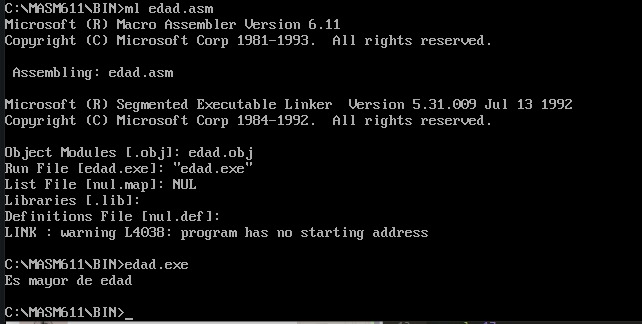 C:\MASM611\BIN>ml edad.asm
Microsoft (R) Macro Assembler Version 6.11
Copyright (C) Microsoft Corp 1981-1993.  All rights reserved.
 Assembling: edad.asm
Microsoft (R) Segmented Executable Linker  Version 5.31.009 Jul 13 1992
Copyright (C) Microsoft Corp 1984-1992.  All rights reserved.
Object Modules [.obj]: edad.obj
Run File [edad.exe]: "edad.exe"
List File [nul.map]: NUL
Libraries [.lib]:
Definitions File [nul.def]:
LINK : warning L4038: program has no starting address
C:\MASM611\BIN>edad.exe
Es mayor de edad
C:\MASM611\BIN>_